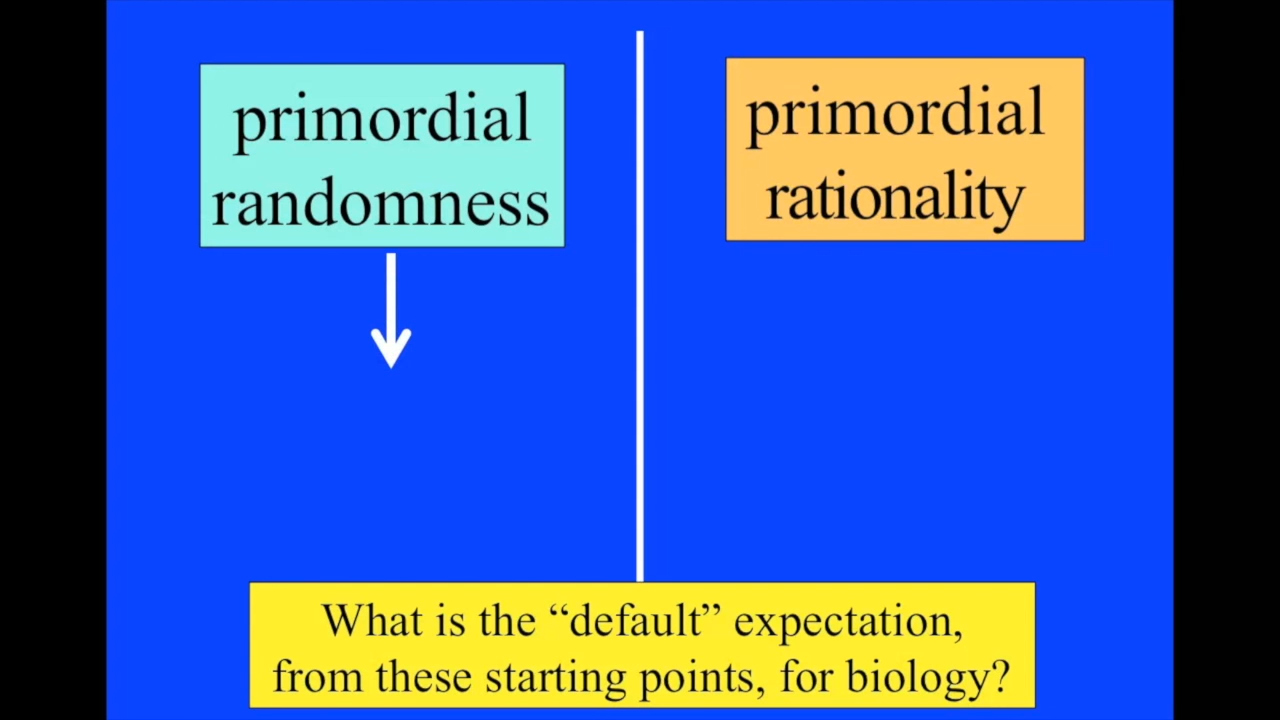 primordial
randomness
primordial
rationality
What is the “default” expectation,
from these starting points, for biology?